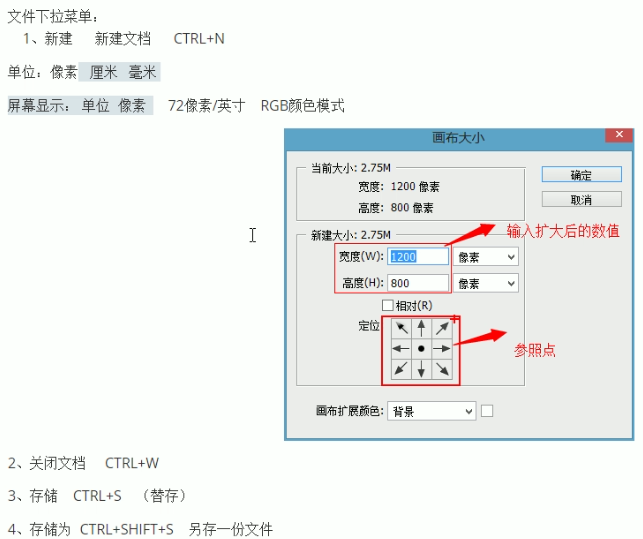 文件下拉菜单：
1、新建 新建文档 CTRL+N
单位：像素 厘米 毫米
屏幕显示： 单位 像素 72像素/英寸 RGB颜色模式
画布大小
当前大小: 2.75M
宽度: 1200 像素
高度: 800 像素
确定
取消
新建大小: 2.75M
输入扩大后的数值
宽度(W): 1200 像素
高度(H): 800 像素
相对(R)
定位
参照点
画布扩展颜色: 背景
2、关闭文档 CTRL+W
3、存储 CTRL+S （替存）
4、存储为 CTRL+SHIFT+S 另存一份文件